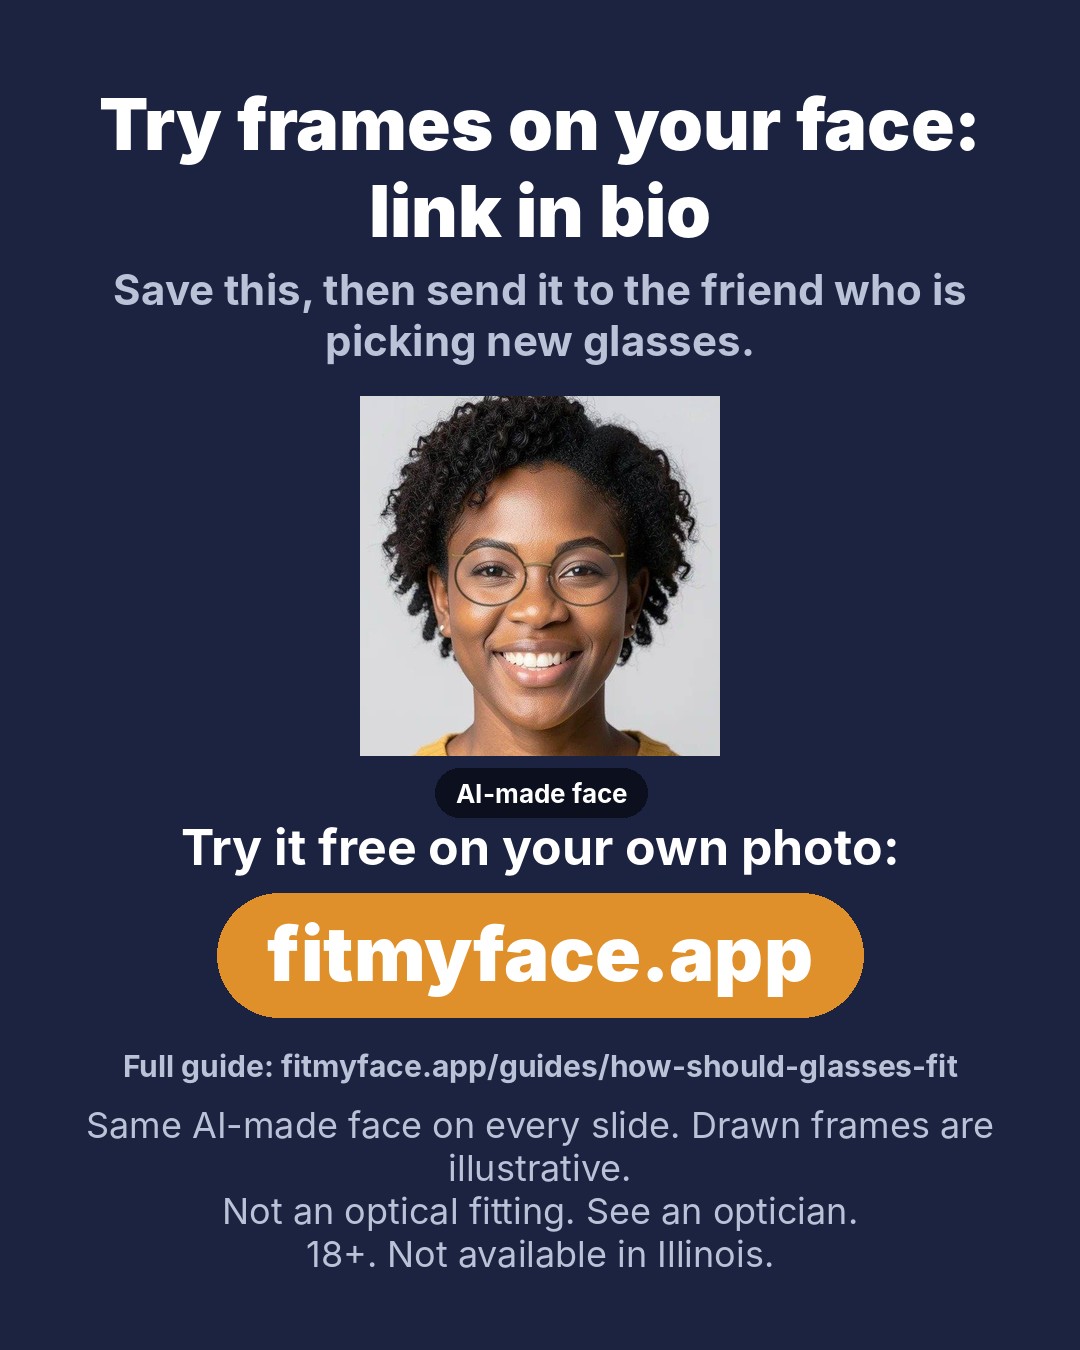 Try frames on your face:
link in bio
Save this, then send it to the friend who is
picking new glasses.
AI-made face
Try it free on your own photo:
fitmyface.app
Full guide: fitmyface.app/guides/how-should-glasses-fit
Same AI-made face on every slide. Drawn frames are
illustrative.
Not an optical fitting. See an optician.
18+. Not available in Illinois.